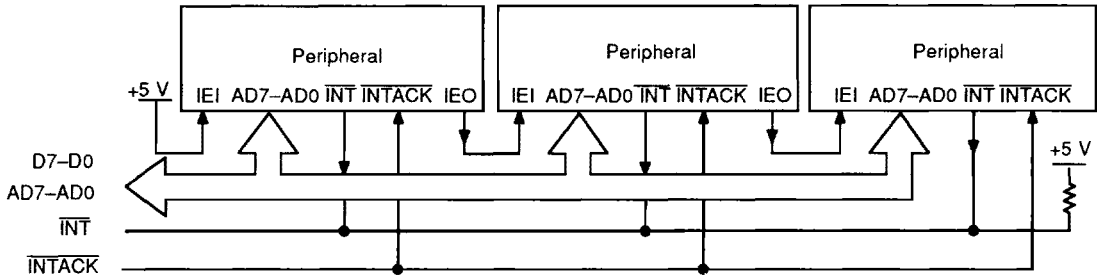 Peripheral
Peripheral
Peripheral
+5 V
IEI AD7–AD0 INT INTACK IEO
IEI AD7–AD0 INT INTACK IEO
IEI AD7–AD0 INT INTACK
D7–D0
AD7–AD0
INT
INTACK
+5 V